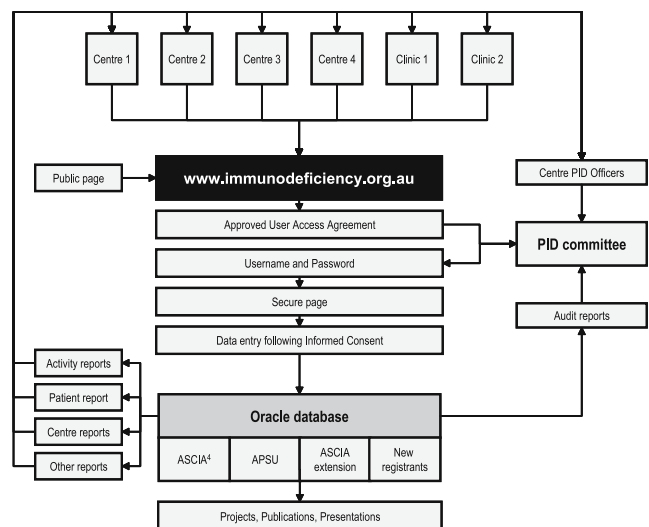 Centre 1
Centre 2
Centre 3
Centre 4
Clinic 1
Clinic 2
Public page
www.immunodeficiency.org.au
Centre PID Officers
Approved User Access Agreement
PID committee
Username and Password
Secure page
Audit reports
Data entry following Informed Consent
Activity reports
Patient report
Centre reports
Other reports
Oracle database
ASCIA⁴
APSU
ASCIA
extension
New
registrants
Projects, Publications, Presentations